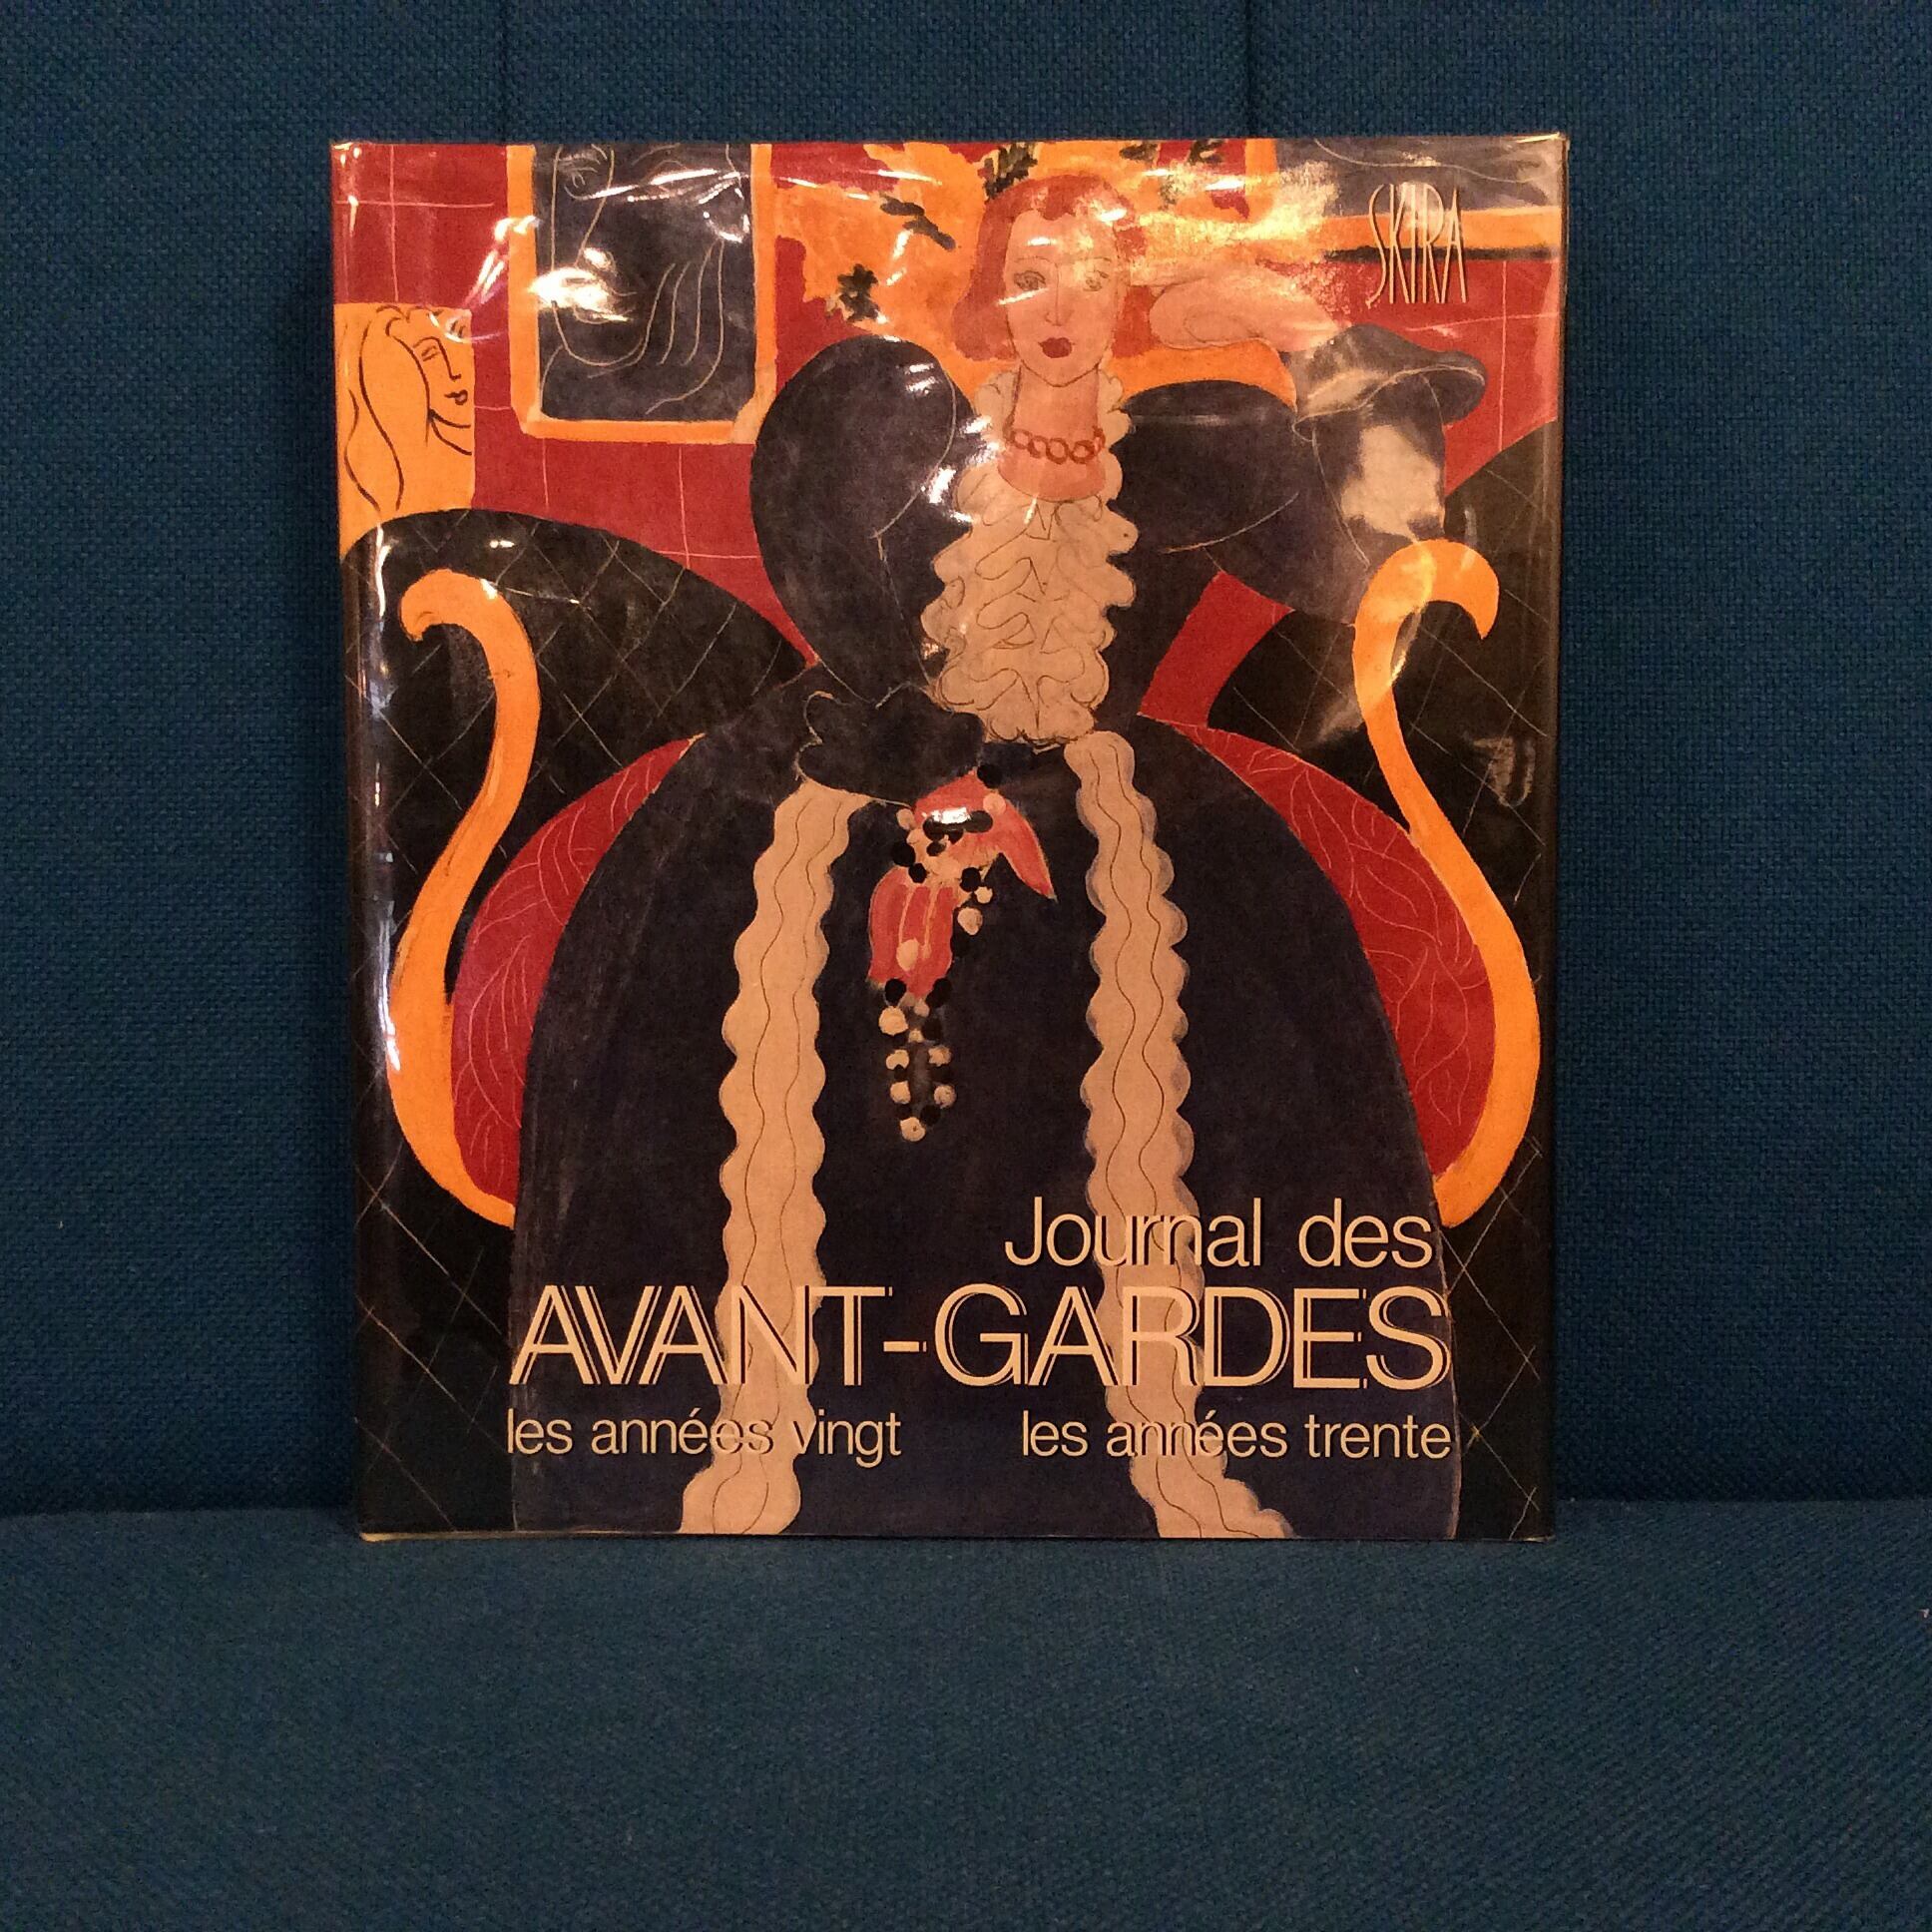 SKIRA
Journal des
AVANT-GARDES
les années vingt les années trente